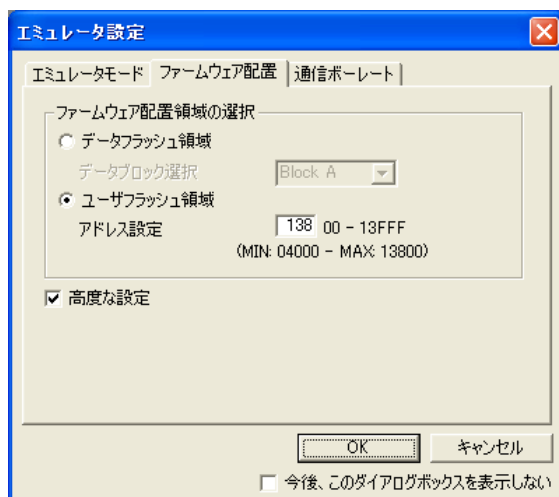 エミュレータ設定
エミュレータモード ファームウェア配置 通信ボーレート
ファームウェア配置領域の選択
データフラッシュ領域
データブロック選択 Block A
ユーザフラッシュ領域
アドレス設定 138 00 - 13FFF
(MIN: 04000 - MAX: 13800)
高度な設定
OK キャンセル
今後、このダイアログボックスを表示しない